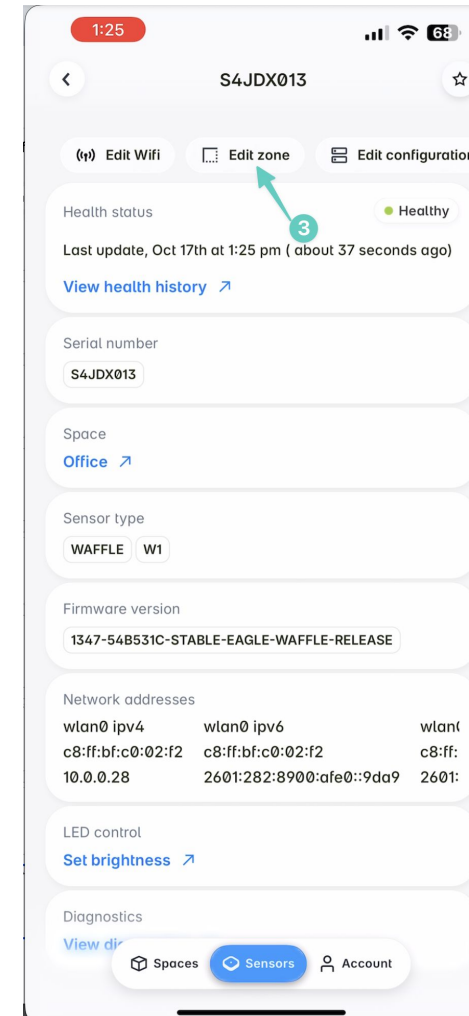 1:25
68
S4JDX013
Edit Wifi
Edit zone
Edit configuration
3
Health status
Healthy
Last update, Oct 17th at 1:25 pm ( about 37 seconds ago)
View health history
Serial number
S4JDX013
Space
Office
Sensor type
WAFFLE W1
Firmware version
1347-54B531C-STABLE-EAGLE-WAFFLE-RELEASE
Network addresses
wlan0 ipv4 wlan0 ipv6
c8:ff:bf:c0:02:f2 c8:ff:bf:c0:02:f2 c8:ff:
10.0.0.28 2601:282:8900:afe0::9da9 2601:
LED control
Set brightness
Diagnostics
View
Spaces
Sensors
Account